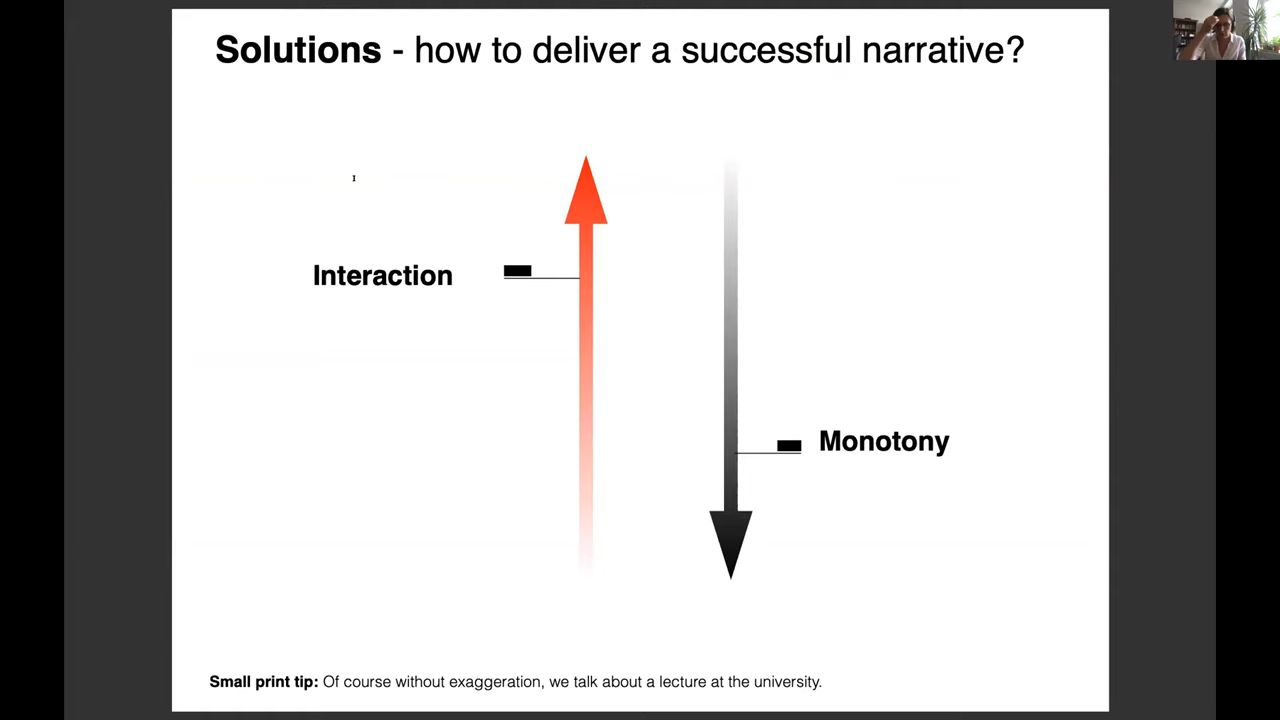 Solutions - how to deliver a successful narrative?
Interaction
Monotony
Small print tip: Of course without exaggeration, we talk about a lecture at the university.